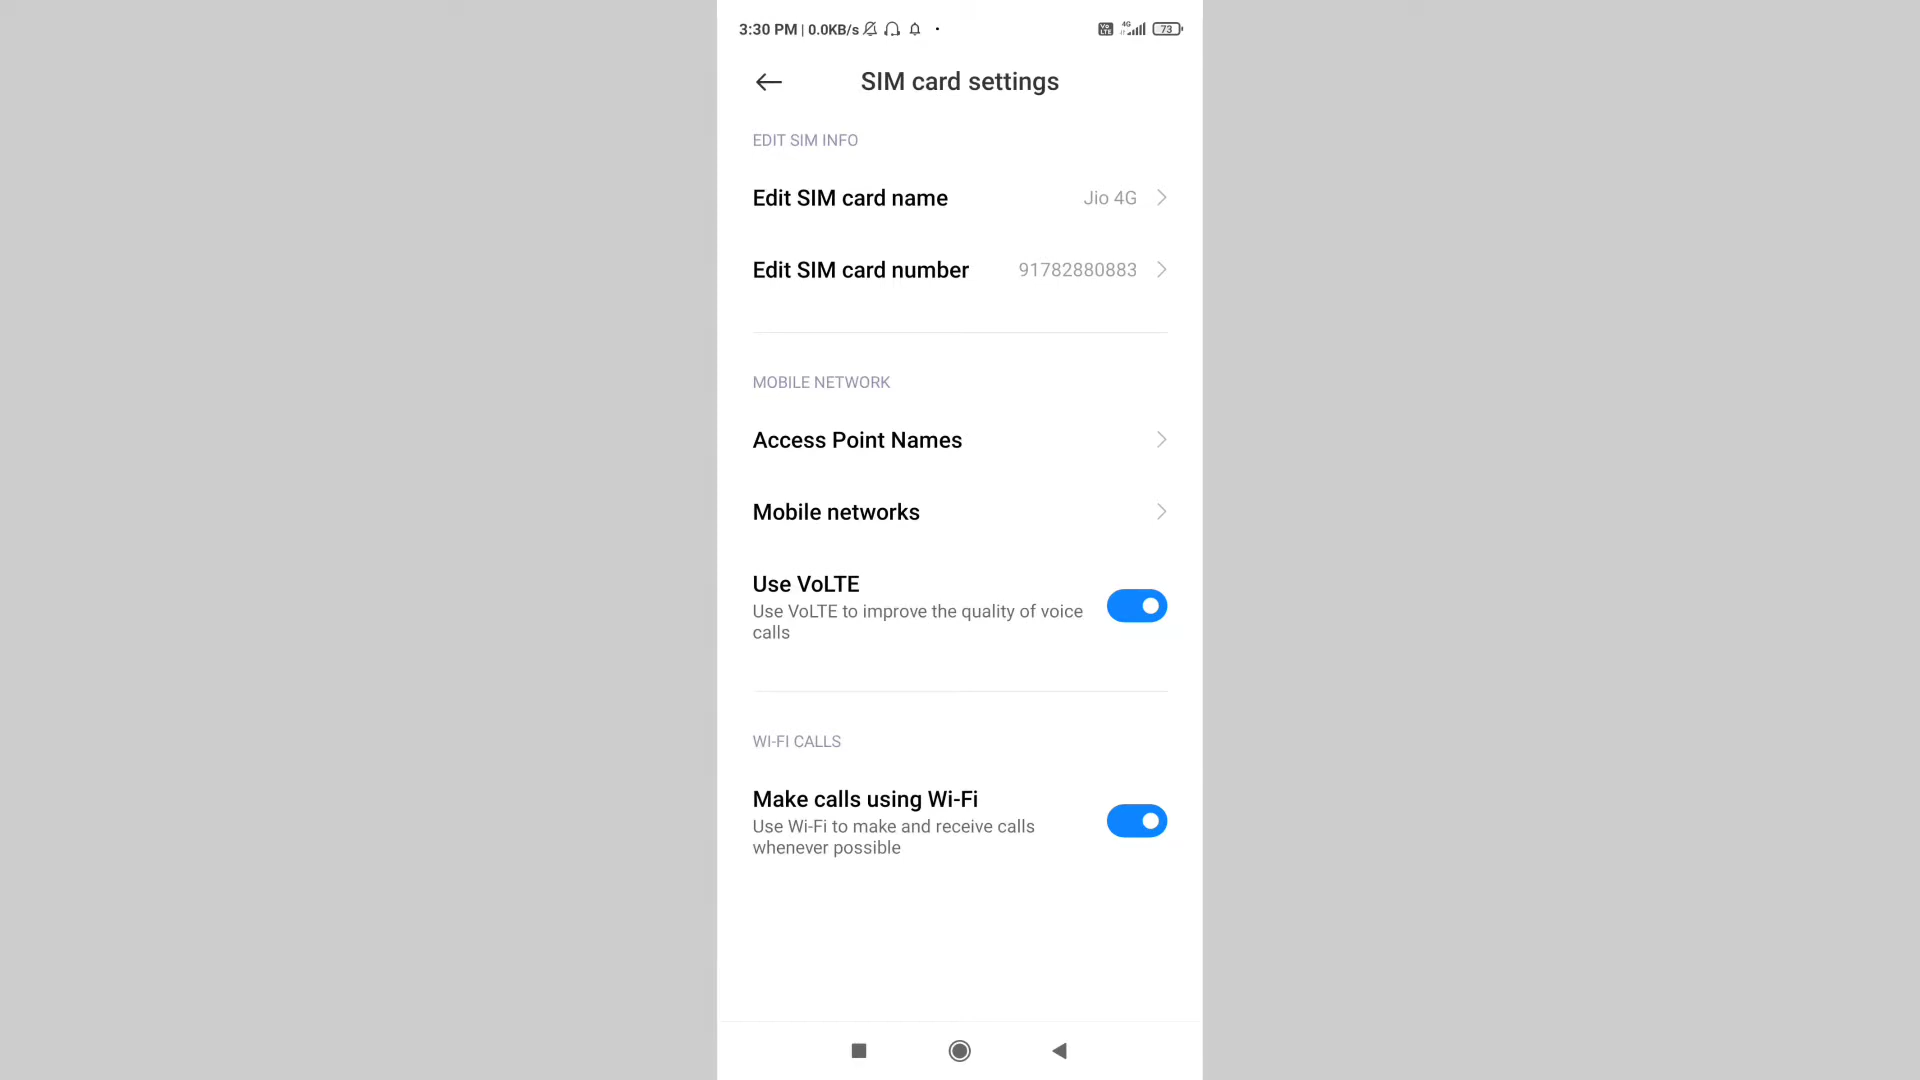 3:30 PM | 0.0KB/s
Vo LTE 4G 73
SIM card settings
EDIT SIM INFO
Edit SIM card name Jio 4G
Edit SIM card number 91782880883
MOBILE NETWORK
Access Point Names
Mobile networks
Use VoLTE
Use VoLTE to improve the quality of voice
calls
WI-FI CALLS
Make calls using Wi-Fi
Use Wi-Fi to make and receive calls
whenever possible